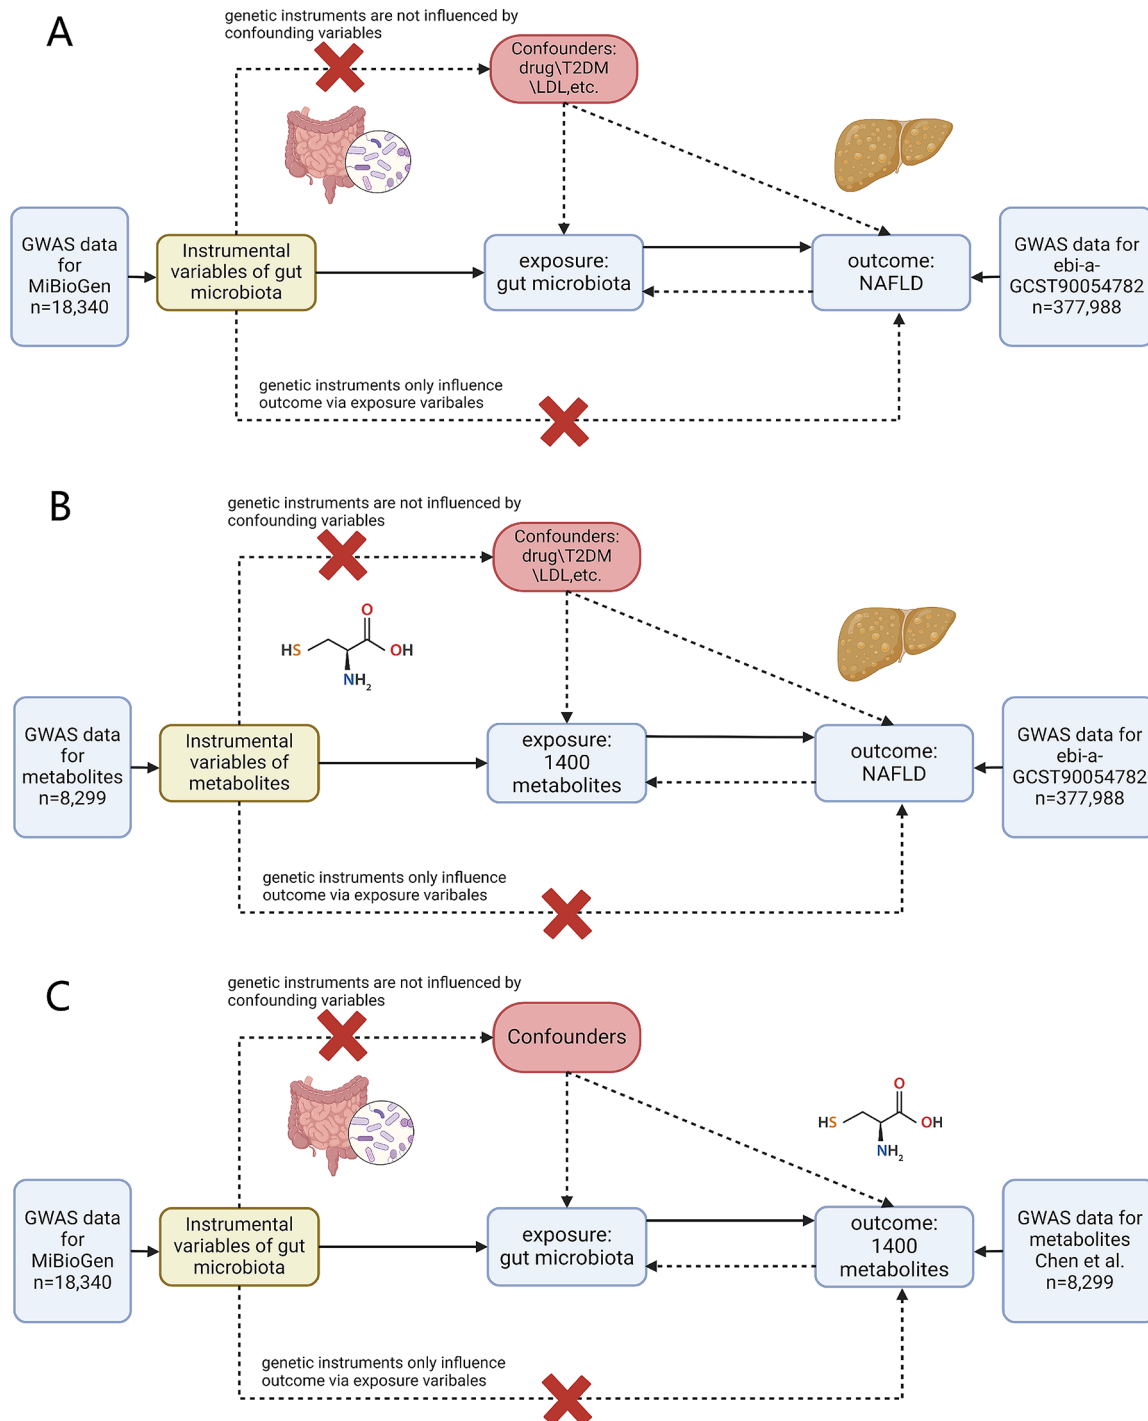 A
genetic instruments are not influenced by
confounding variables
Confounders:
drug\T2DM
\LDL,etc.
GWAS data
for
MiBioGen
n=18,340
Instrumental
variables of gut
microbiota
exposure:
gut microbiota
outcome:
NAFLD
GWAS data for
ebi-a-
GCST90054782
n=377,988
genetic instruments only influence
outcome via exposure varibales
B
genetic instruments are not influenced by
confounding variables
Confounders:
drug\T2DM
\LDL,etc.
O
HS
OH
NH2
GWAS data
for
metabolites
n=8,299
Instrumental
variables of
metabolites
exposure:
1400
metabolites
outcome:
NAFLD
GWAS data for
ebi-a-
GCST90054782
n=377,988
genetic instruments only influence
outcome via exposure varibales
C
genetic instruments are not influenced by
confounding variables
Confounders
O
HS
OH
NH2
GWAS data
for
MiBioGen
n=18,340
Instrumental
variables of gut
microbiota
exposure:
gut microbiota
outcome:
1400
metabolites
GWAS data for
metabolites
Chen et al.
n=8,299
genetic instruments only influence
outcome via exposure varibales